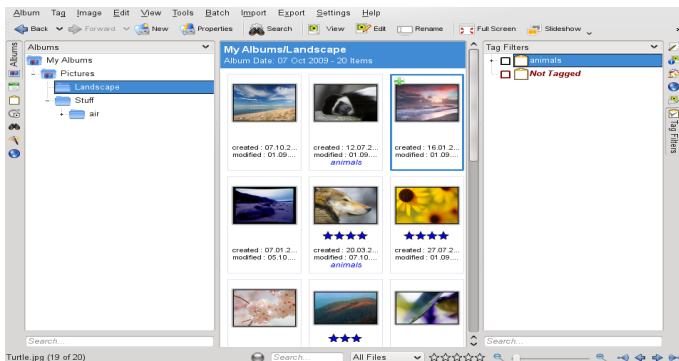 Album Tag Image Edit View Tools Batch Import Export Settings Help
Back Forward New Properties Search View Edit Rename Full Screen Slideshow
Albums
Albums
My Albums
Pictures
Landscape
Stuff
air
Search...
My Albums/Landscape
Album Date: 07 Oct 2009 - 20 Items
created : 07.10.2... created : 12.07.2... created : 16.01.2...
modified : 01.09.... modified : 01.09.... modified : 01.09....
animals
created : 07.01.2... created : 20.03.2... created : 27.07.2...
modified : 05.10.... modified : 07.10.... modified : 01.09....
animals
Tag Filters
animals
Not Tagged
Search...
Tag Filters
Turtle.jpg (19 of 20) Search... All Files